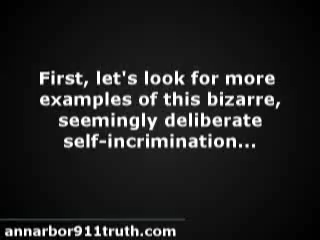 First, let's look for more
examples of this bizarre,
seemingly deliberate
self-incrimination...
annarbor911truth.com